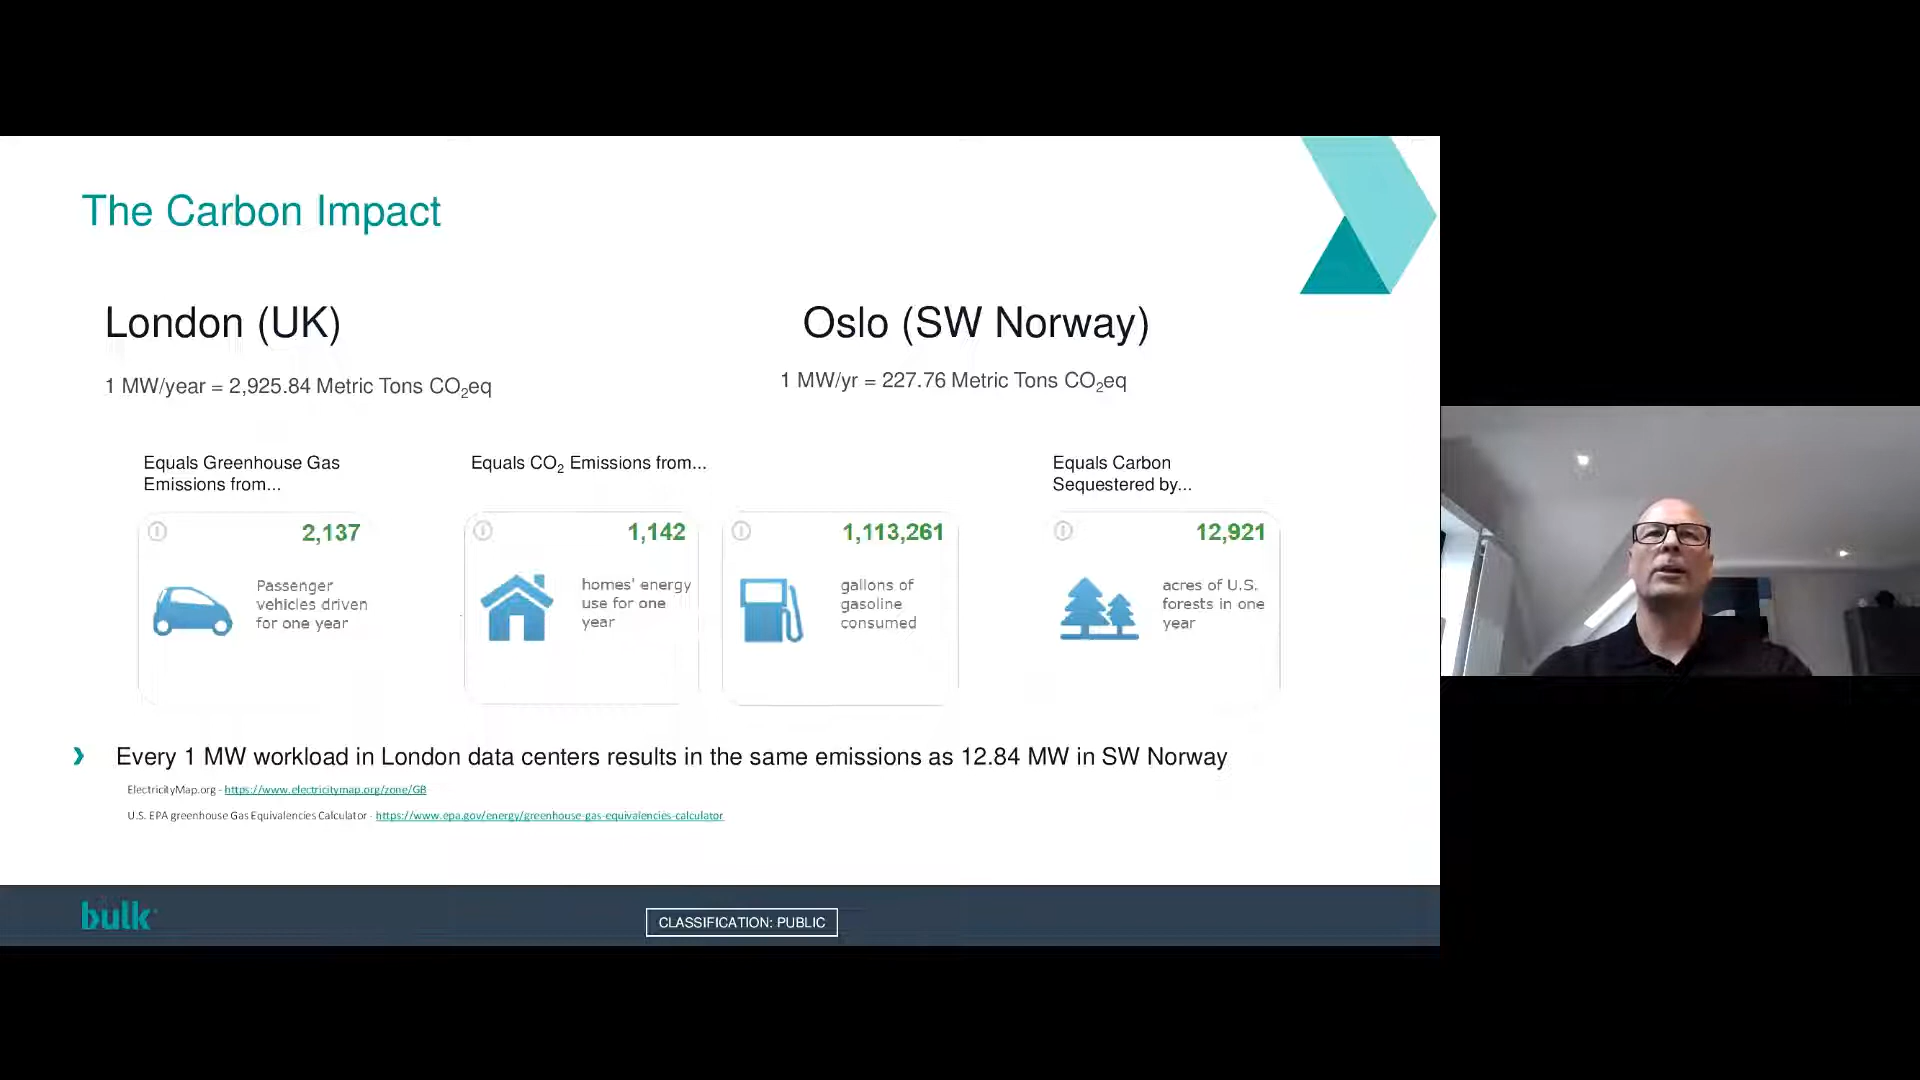 The Carbon Impact
London (UK)
Oslo (SW Norway)
1 MW/year = 2,925.84 Metric Tons CO₂eq
1 MW/yr = 227.76 Metric Tons CO₂eq
Equals Greenhouse Gas
Emissions from...
2,137
Passenger
vehicles driven
for one year
Equals CO₂ Emissions from...
1,142
homes' energy
use for one
year
1,113,261
gallons of
gasoline
consumed
Equals Carbon
Sequestered by...
12,921
acres of U.S.
forests in one
year
Every 1 MW workload in London data centers results in the same emissions as 12.84 MW in SW Norway
ElectricityMap.org - https://www.electricitymap.org/zone/GB
U.S. EPA greenhouse Gas Equivalencies Calculator - https://www.epa.gov/energy/greenhouse-gas-equivalencies-calculator
bulk
CLASSIFICATION: PUBLIC